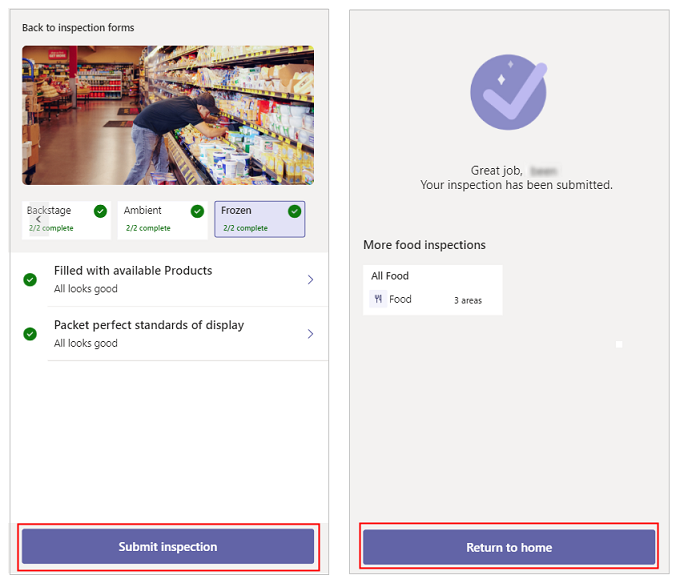 Back to inspection forms
Backstage
2/2 complete
Ambient
2/2 complete
Frozen
2/2 complete
Filled with available Products
All looks good
Packet perfect standards of display
All looks good
Submit inspection
Great job,
Your inspection has been submitted.
More food inspections
All Food
Food 3 areas
Return to home